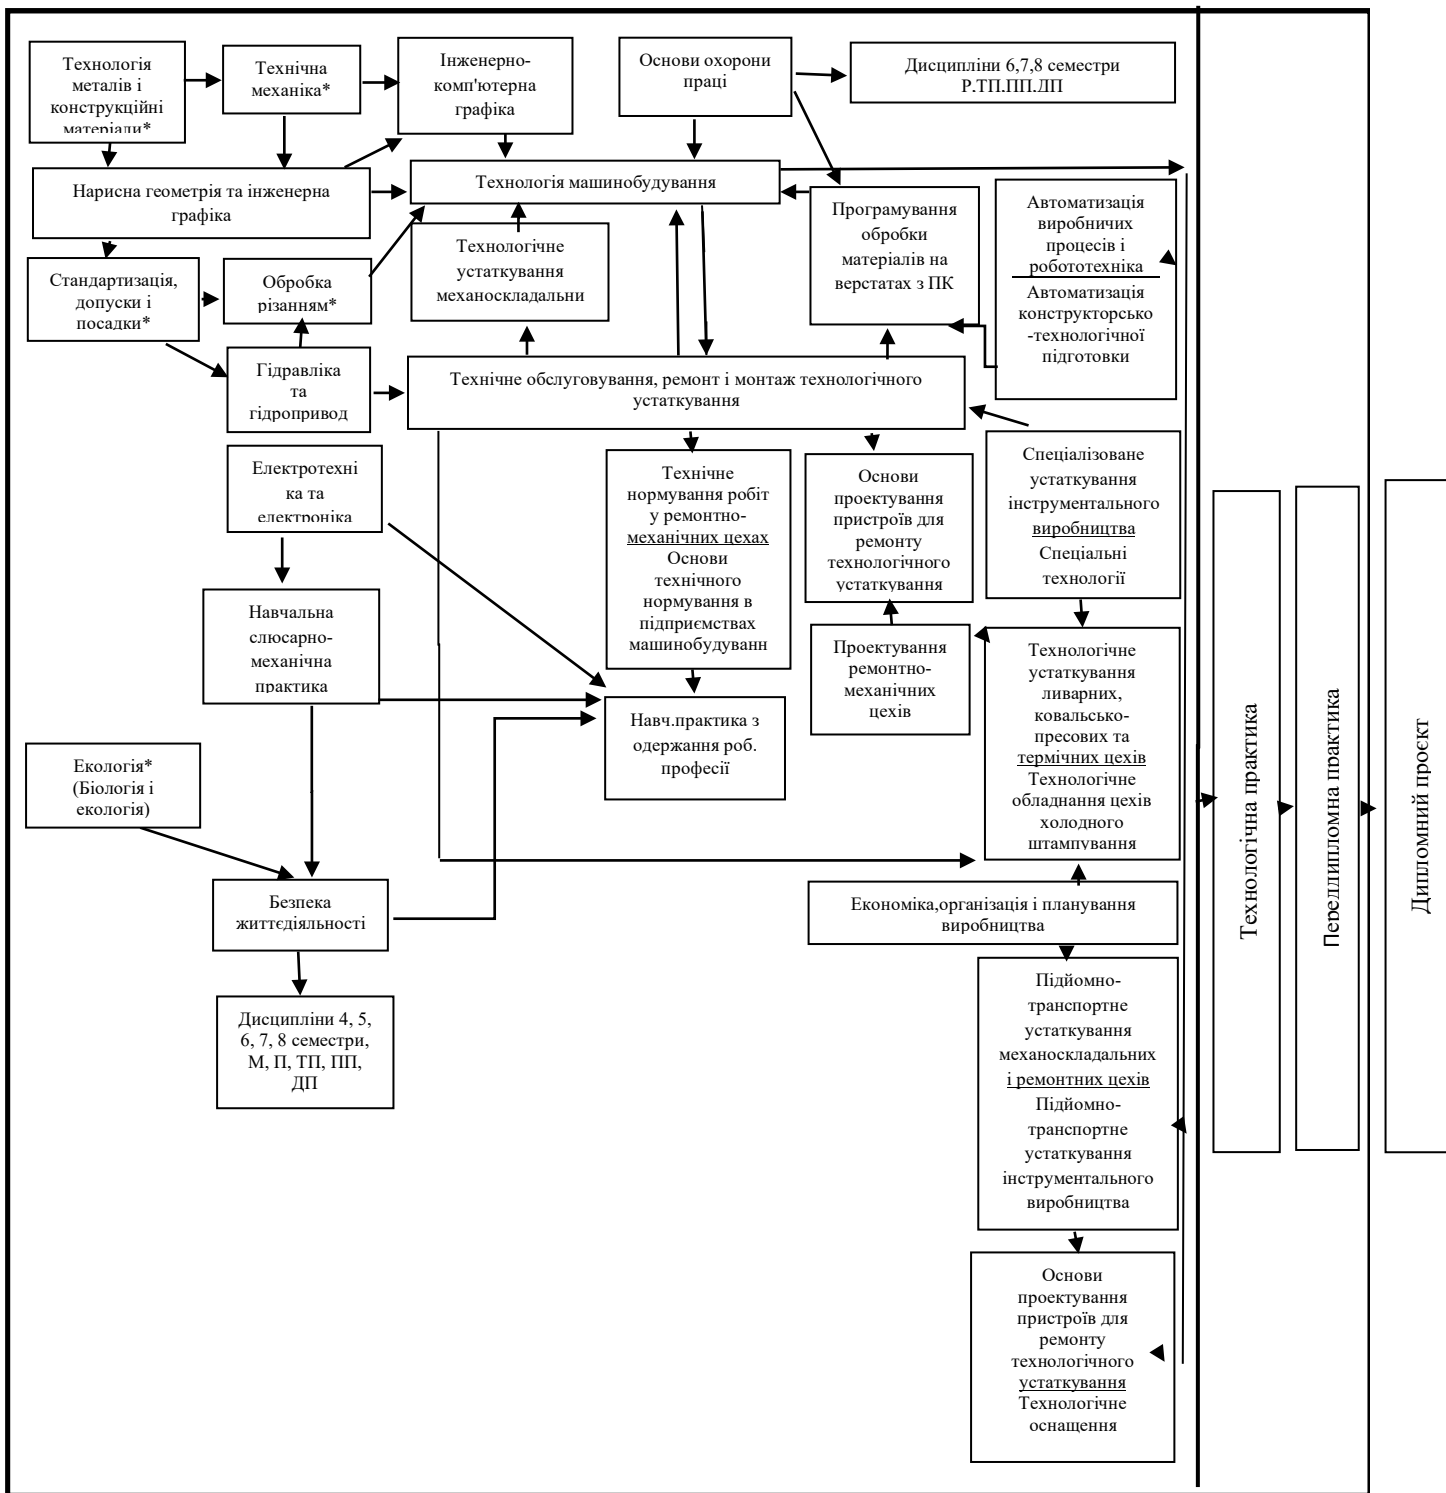 Технологія
металів і
конструкційні
матеріали*
Технічна
механіка*
Інженерно-
комп'ютерна
графіка
Основи охорони
праці
Дисципліни 6,7,8 семестри
Р.ТП.ПП.ДП
Нарисна геометрія та інженерна
графіка
Технологія машинобудування
Програмування
обробки
матеріалів на
верстатах з ПК
Автоматизація
виробничих
процесів і
робототехніка
Автоматизація
конструкторсько
-технологічної
підготовки
Технологічне
устаткування
механоскладальни
Стандартизація,
допуски і
посадки*
Обробка
різанням*
Гідравліка
та
гідропривод
Технічне обслуговування, ремонт і монтаж технологічного
устаткування
Електротехні
ка та
електроніка
Технічне
нормування робіт
у ремонтно-
механічних цехах
Основи
технічного
нормування в
підприємствах
машинобудуванн
Основи
проектування
пристроїв для
ремонту
технологічного
устаткування
Спеціалізоване
устаткування
інструментального
виробництва
Спеціальні
технології
Навчальна
слюсарно-
механічна
практика
Проектування
ремонтно-
механічних
цехів
Технологічне
устаткування
ливарних,
ковальсько-
пресових та
термічних цехів
Технологічне
обладнання цехів
холодного
штампування
Навч.практика з
одержання роб.
професії
Екологія*
(Біологія і
екологія)
Безпека
життєдіяльності
Економіка,організація і планування
виробництва
Дисципліни 4, 5,
6, 7, 8 семестри,
М, П, ТП, ПП,
ДП
Підйомно-
транспортне
устаткування
механоскладальних
і ремонтних цехів
Підйомно-
транспортне
устаткування
інструментального
виробництва
Основи
проектування
пристроїв для
ремонту
технологічного
устаткування
Технологічне
оснащення
Технологічна практика
Переддипломна практика
Дипломний проєкт